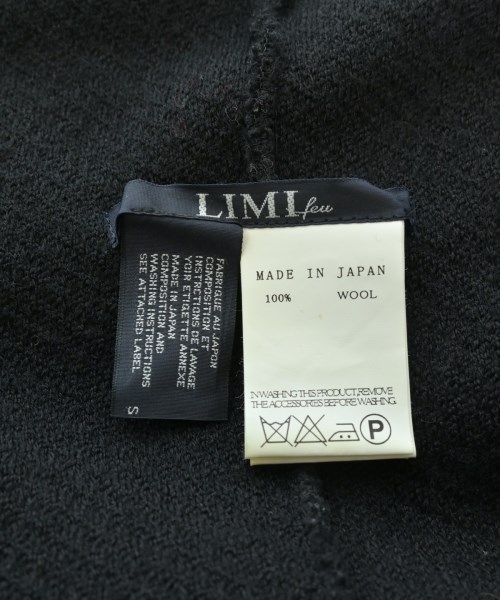 LIMI feu
FABRIQUE AU JAPON
COMPOSITION ET
INSTRUCTIONS DE LAVAGE
VOIR ETIQETTE ANNEXE
MADE IN JAPAN
COMPOSITION AND
WASHING INSTRUCTIONS
SEE ATTACHED LABEL
S
MADE IN JAPAN
100% WOOL
IN WASHING THIS PRODUCT,REMOVE
THE ACCESSORIES BEFORE WASHING.
P